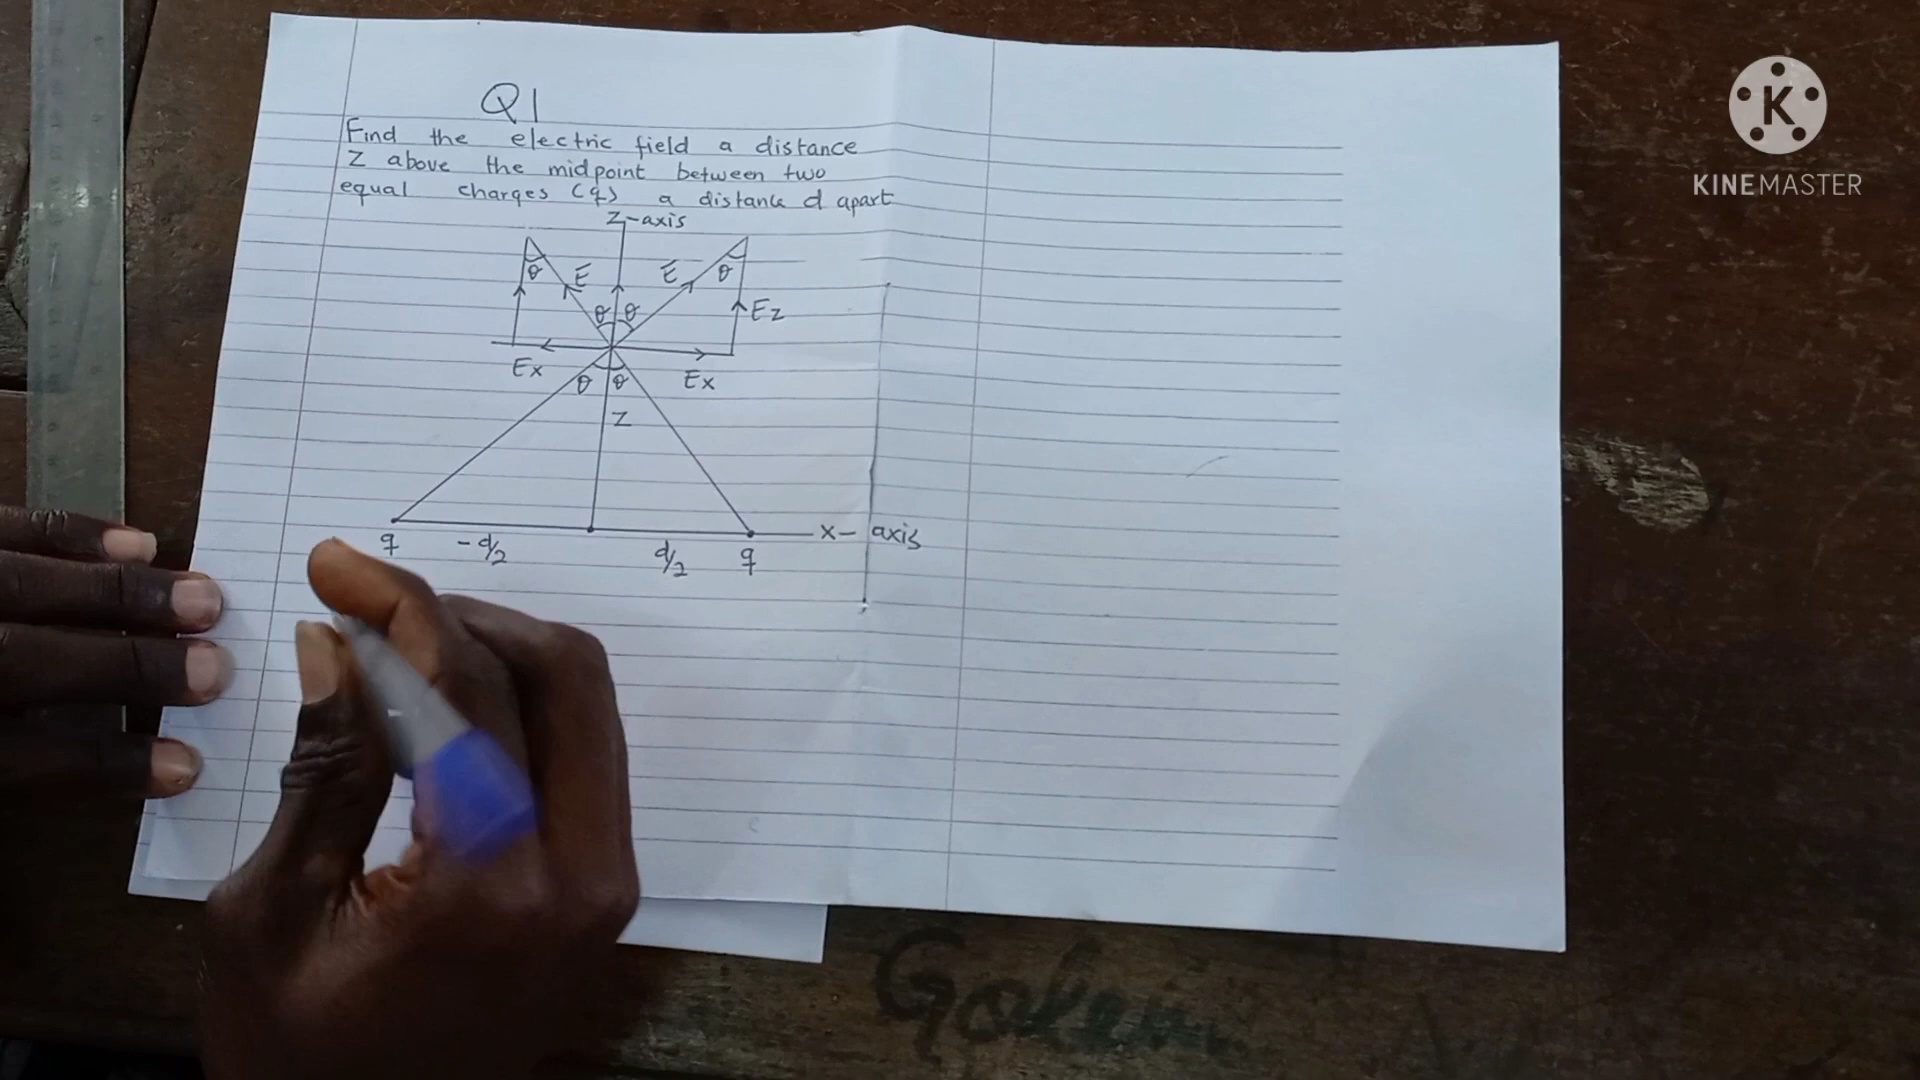 Q1
Find the electric field a distance
Z above the midpoint between two
equal charges (q) a distance d apart
Z-axis
θ E E θ
θ θ Ez
Ex θ θ Ex
Z
q -d/2 d/2 q x- axis
K
KINEMASTER